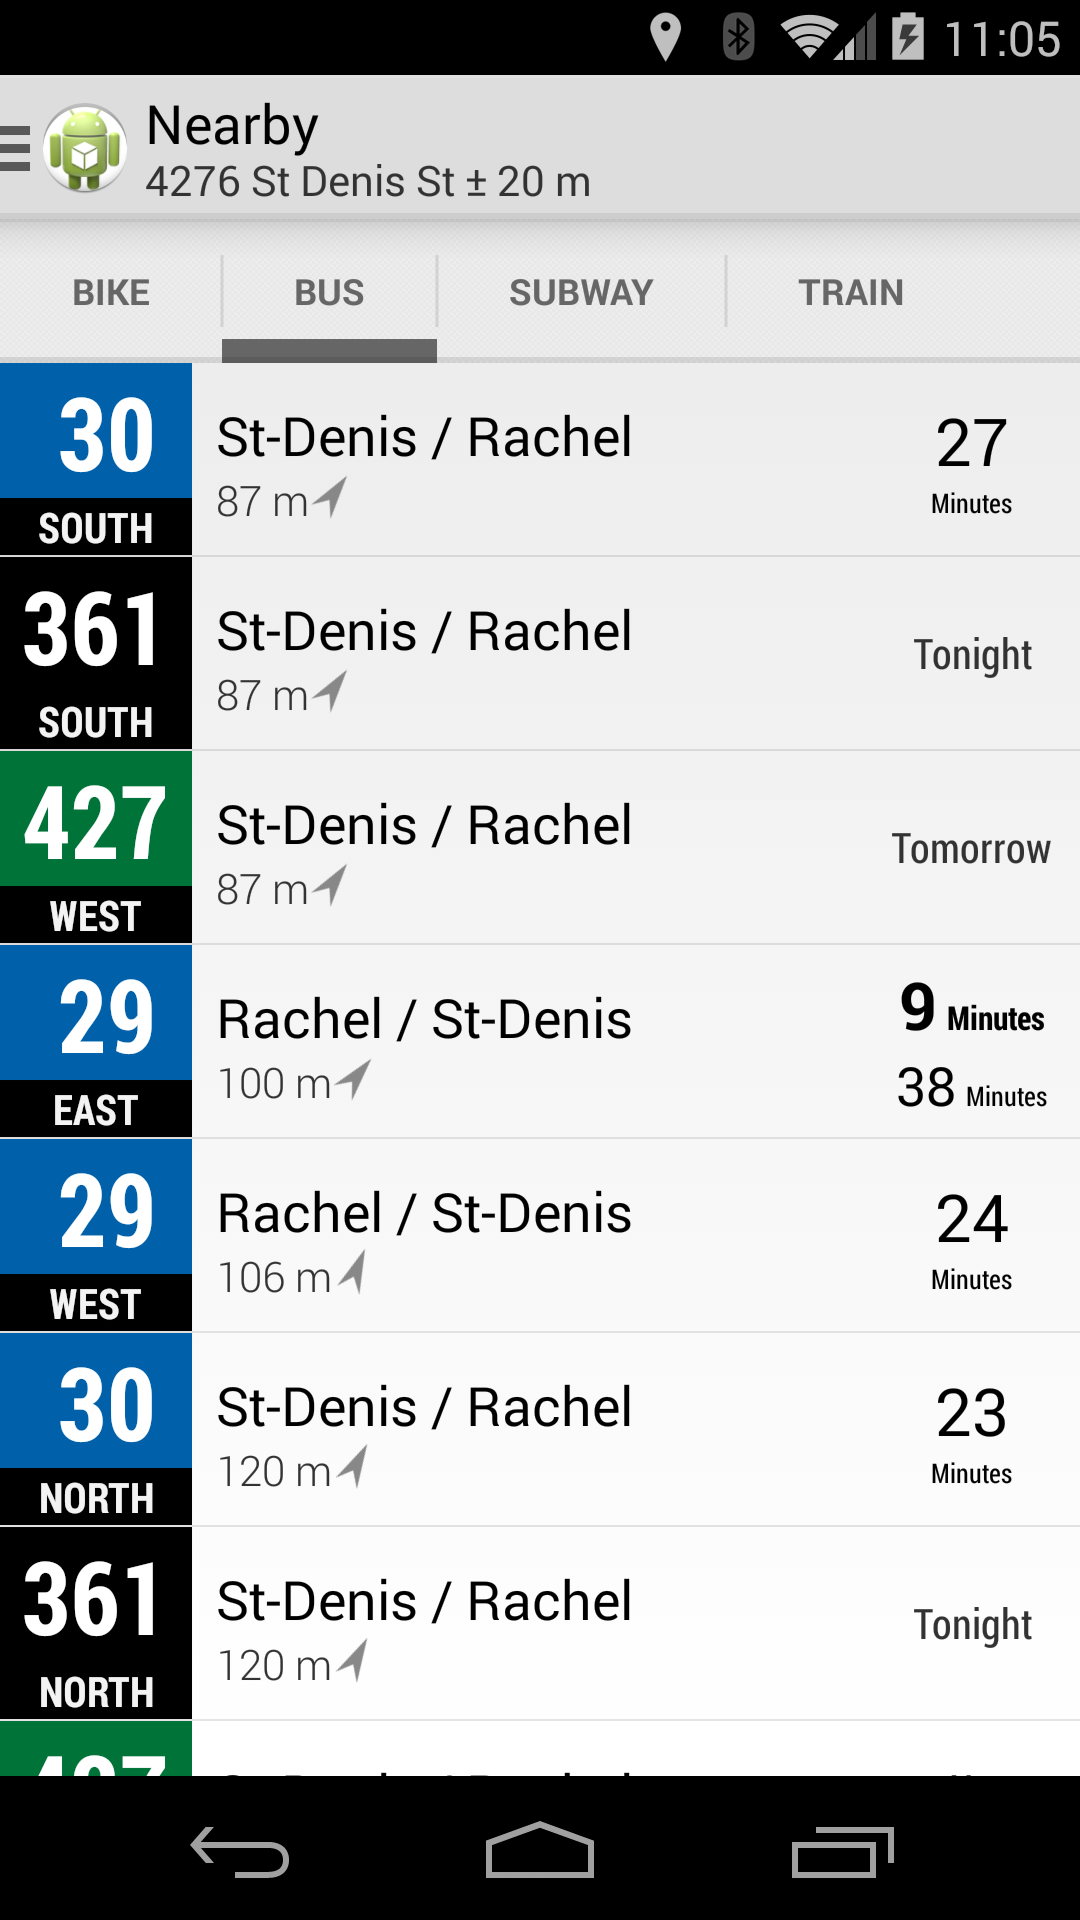 11:05
Nearby
4276 St Denis St ± 20 m
BIKE BUS SUBWAY TRAIN
30 SOUTH
St-Denis / Rachel
87 m
27 Minutes
361 SOUTH
St-Denis / Rachel
87 m
Tonight
427 WEST
St-Denis / Rachel
87 m
Tomorrow
29 EAST
Rachel / St-Denis
100 m
9 Minutes
38 Minutes
29 WEST
Rachel / St-Denis
106 m
24 Minutes
30 NORTH
St-Denis / Rachel
120 m
23 Minutes
361 NORTH
St-Denis / Rachel
120 m
Tonight